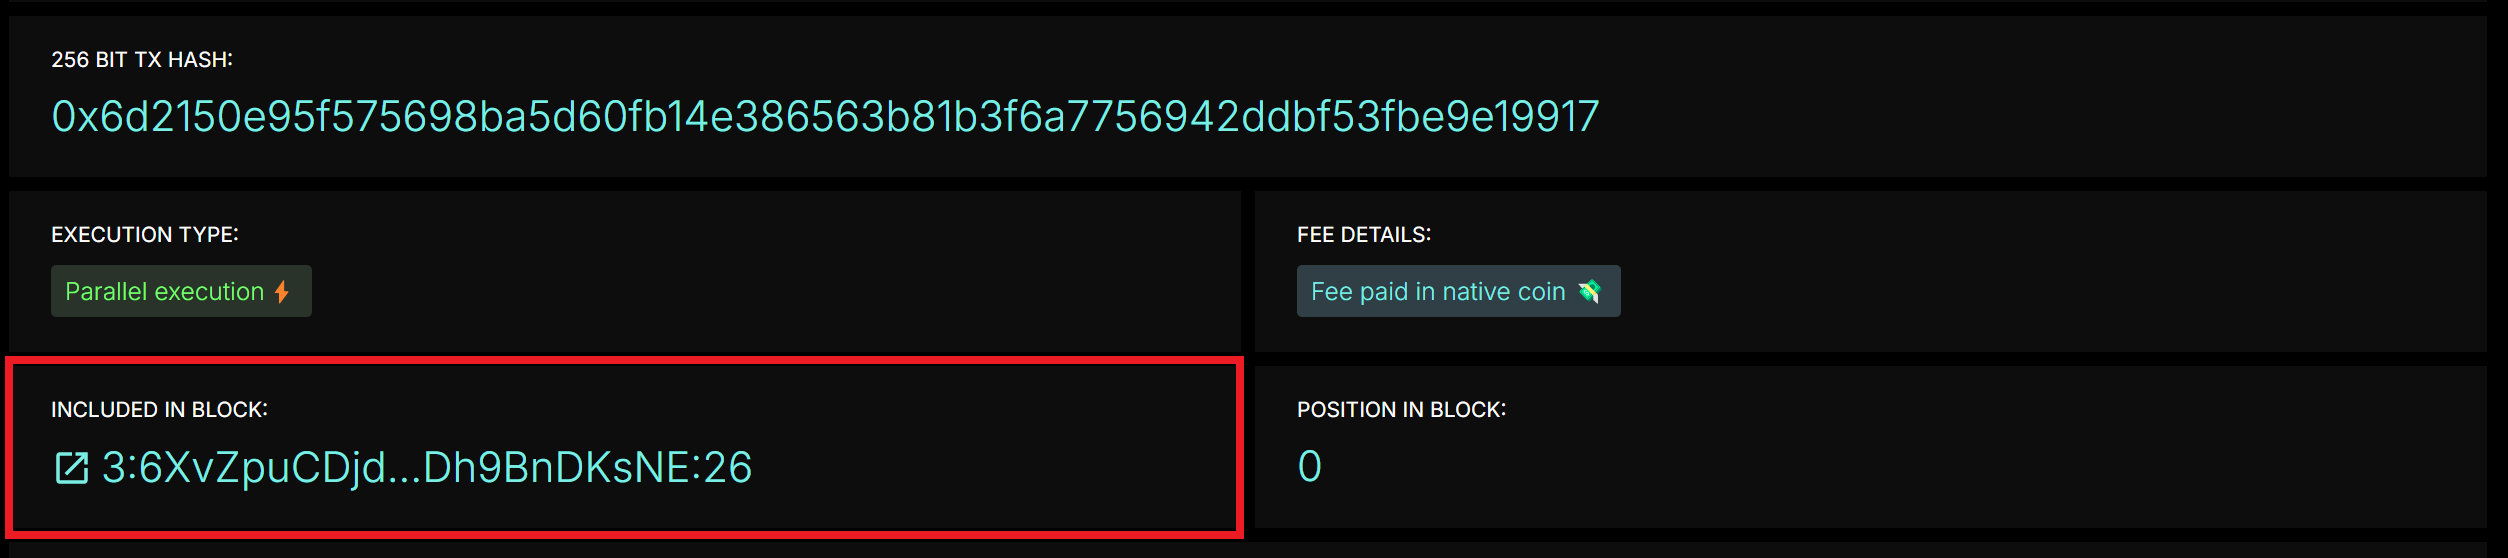 256 BIT TX HASH:
0x6d2150e95f575698ba5d60fb14e386563b81b3f6a7756942ddbf53fbe9e19917
EXECUTION TYPE:
Parallel execution⚡
FEE DETAILS:
Fee paid in native coin 💸
INCLUDED IN BLOCK:
3:6XvZpuCDjd...Dh9BnDKsNE:26
POSITION IN BLOCK:
0